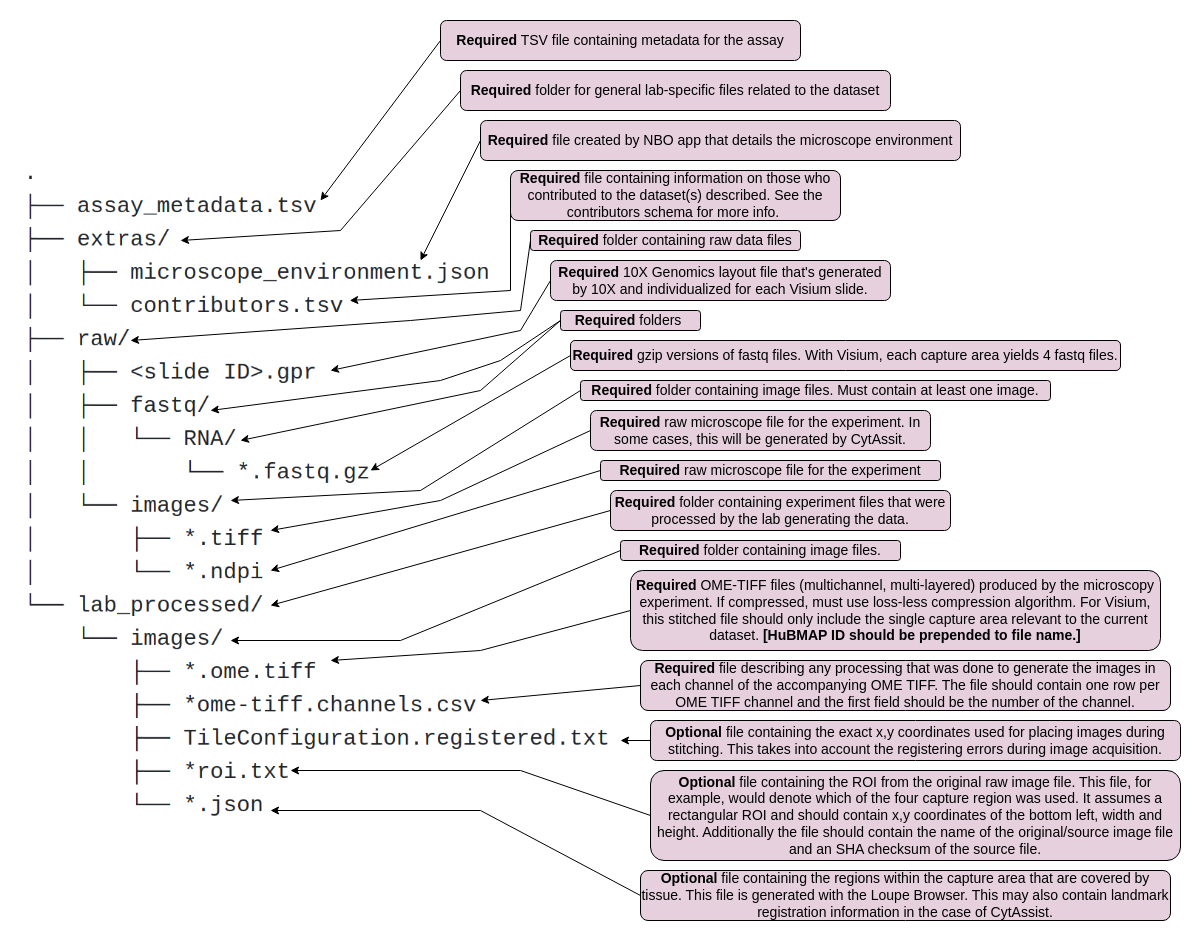 Required TSV file containing metadata for the assay
Required folder for general lab-specific files related to the dataset
Required file created by NBO app that details the microscope environment
Required file containing information on those who
contributed to the dataset(s) described. See the
contributors schema for more info.
Required folder containing raw data files
Required 10X Genomics layout file that's generated
by 10X and individualized for each Visium slide.
Required folders
Required gzip versions of fastq files. With Visium, each capture area yields 4 fastq files.
Required folder containing image files. Must contain at least one image.
Required raw microscope file for the experiment. In
some cases, this will be generated by CytAssit.
Required raw microscope file for the experiment
Required folder containing experiment files that were
processed by the lab generating the data.
Required folder containing image files.
Required OME-TIFF files (multichannel, multi-layered) produced by the microscopy
experiment. If compressed, must use loss-less compression algorithm. For Visium,
this stitched file should only include the single capture area relevant to the current
dataset. [HuBMAP ID should be prepended to file name.]
Required file describing any processing that was done to generate the images in
each channel of the accompanying OME TIFF. The file should contain one row per
OME TIFF channel and the first field should be the number of the channel.
Optional file containing the exact x,y coordinates used for placing images during
stitching. This takes into account the registering errors during image acquisition.
Optional file containing the ROI from the original raw image file. This file, for
example, would denote which of the four capture region was used. It assumes a
rectangular ROI and should contain x,y coordinates of the bottom left, width and
height. Additionally the file should contain the name of the original/source image file
and an SHA checksum of the source file.
Optional file containing the regions within the capture area that are covered by
tissue. This file is generated with the Loupe Browser. This may also contain landmark
registration information in the case of CytAssist.
.
├── assay_metadata.tsv
├── extras/
│   ├── microscope_environment.json
│   └── contributors.tsv
├── raw/
│   ├── <slide ID>.gpr
│   ├── fastq/
│   │   └── RNA/
│   │       └── *.fastq.gz
│   └── images/
│       ├── *.tiff
│       └── *.ndpi
└── lab_processed/
    └── images/
        ├── *.ome.tiff
        ├── *ome-tiff.channels.csv
        ├── TileConfiguration.registered.txt
        ├── *roi.txt
        └── *.json